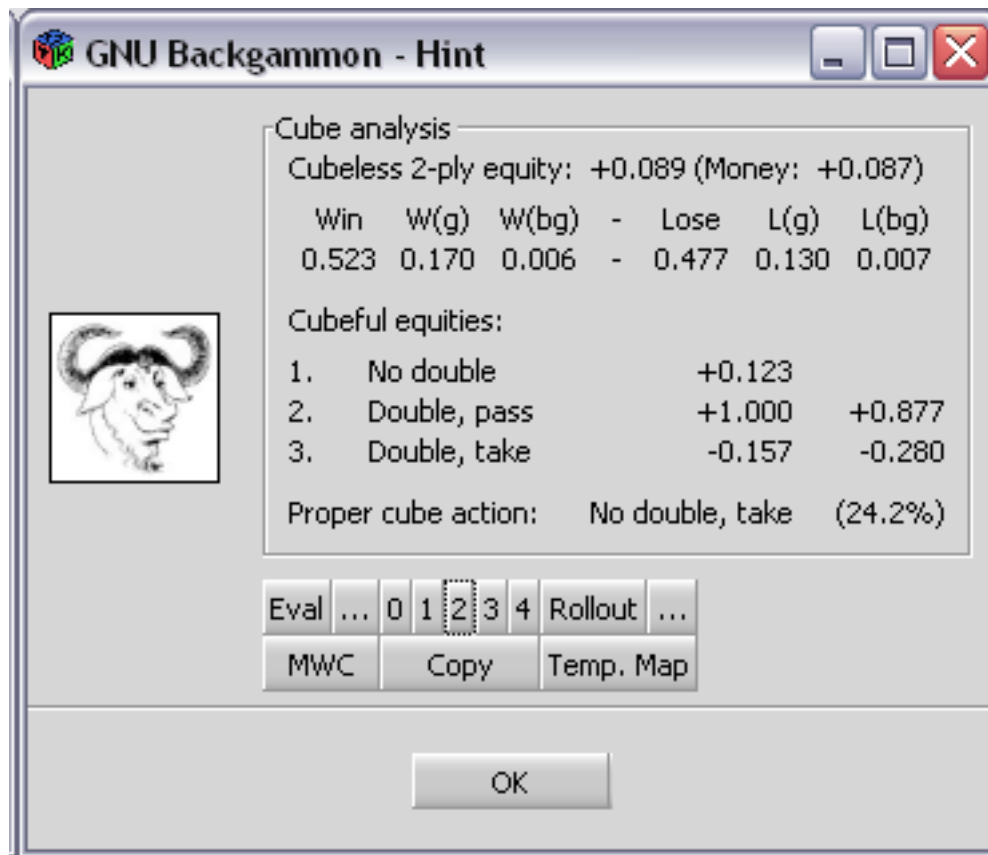 GNU Backgammon - Hint
Cube analysis
Cubeless 2-ply equity: +0.089 (Money: +0.087)
Win W(g) W(bg) - Lose L(g) L(bg)
0.523 0.170 0.006 - 0.477 0.130 0.007
Cubeful equities:
1. No double +0.123
2. Double, pass +1.000 +0.877
3. Double, take -0.157 -0.280
Proper cube action: No double, take (24.2%)
Eval ... 0 1 2 3 4 Rollout ...
MWC Copy Temp. Map
OK